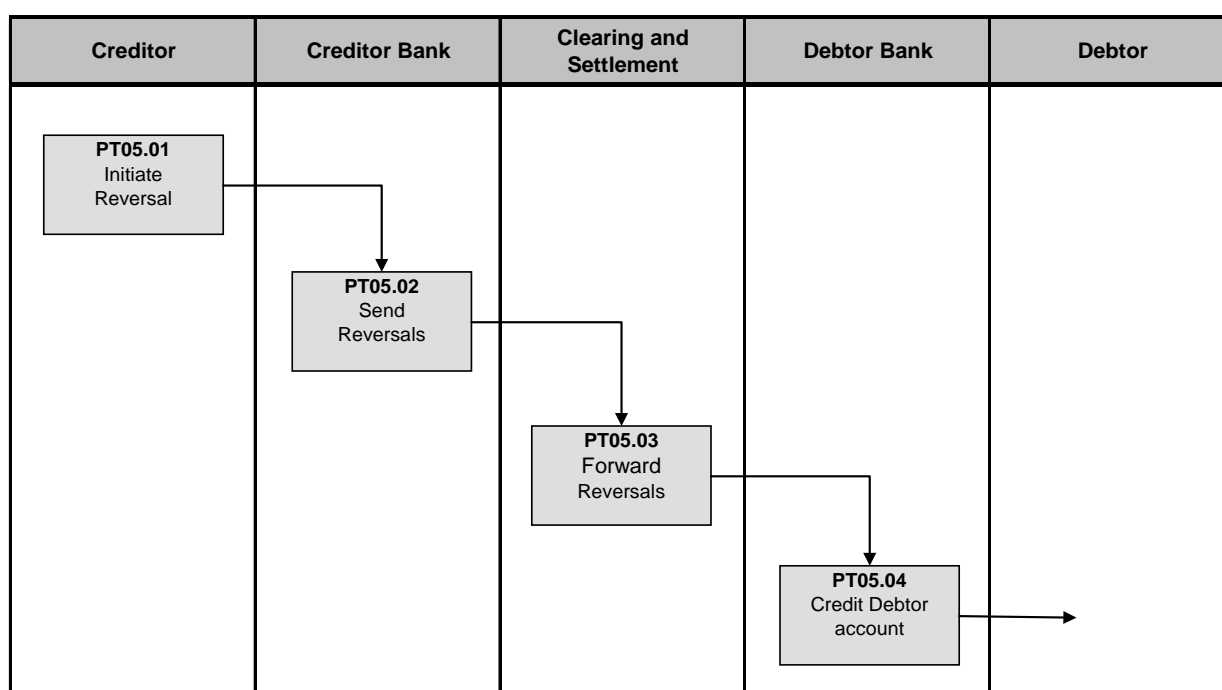 Creditor
Creditor Bank
Clearing and
Settlement
Debtor Bank
Debtor
PT05.01
Initiate
Reversal
PT05.02
Send
Reversals
PT05.03
Forward
Reversals
PT05.04
Credit Debtor
account